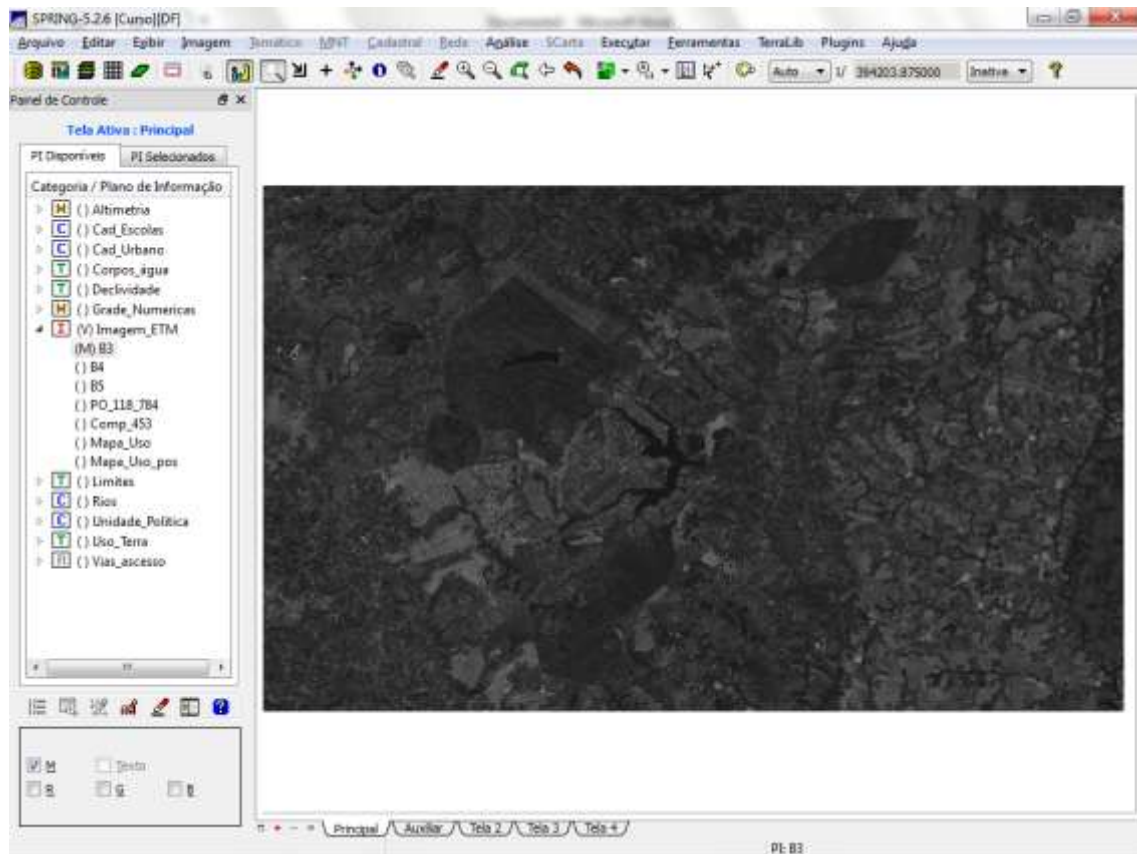 SPRING-5.2.6 [Curso][DF]
Arquivo Editar Exibir Imagem Temático MNT Cadastral Rede Análise SCarta Executar Ferramentas TerraLib Plugins Ajuda
Auto 1/ 394203.875000 Inativa
Painel de Controle
Tela Ativa : Principal
PI Disponíveis PI Selecionados
Categoria / Plano de Informação
M () Altimetria
C () Cad_Escolas
C () Cad_Urbano
T () Corpos_água
T () Declividade
M () Grade_Numericas
I (V) Imagem_ETM
(M) B3
() B4
() B5
() PO_118_784
() Comp_453
() Mapa_Uso
() Mapa_Uso_pos
T () Limites
C () Rios
C () Unidade_Política
T () Uso_Terra
() Vias_ascesso
M Texto
R G B
Principal Auxiliar Tela 2 Tela 3 Tela 4
PI: B3